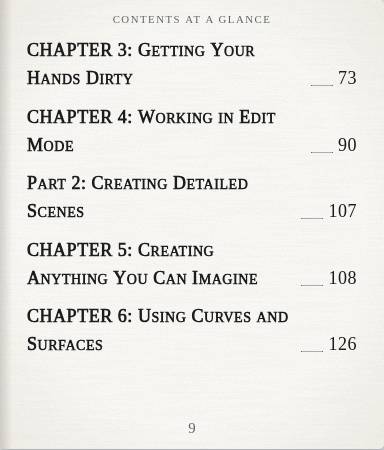 CONTENTS AT A GLANCE
CHAPTER 3: GETTING YOUR
HANDS DIRTY 73
CHAPTER 4: WORKING IN EDIT
MODE 90
PART 2: CREATING DETAILED
SCENES 107
CHAPTER 5: CREATING
ANYTHING YOU CAN IMAGINE 108
CHAPTER 6: USING CURVES AND
SURFACES 126
9